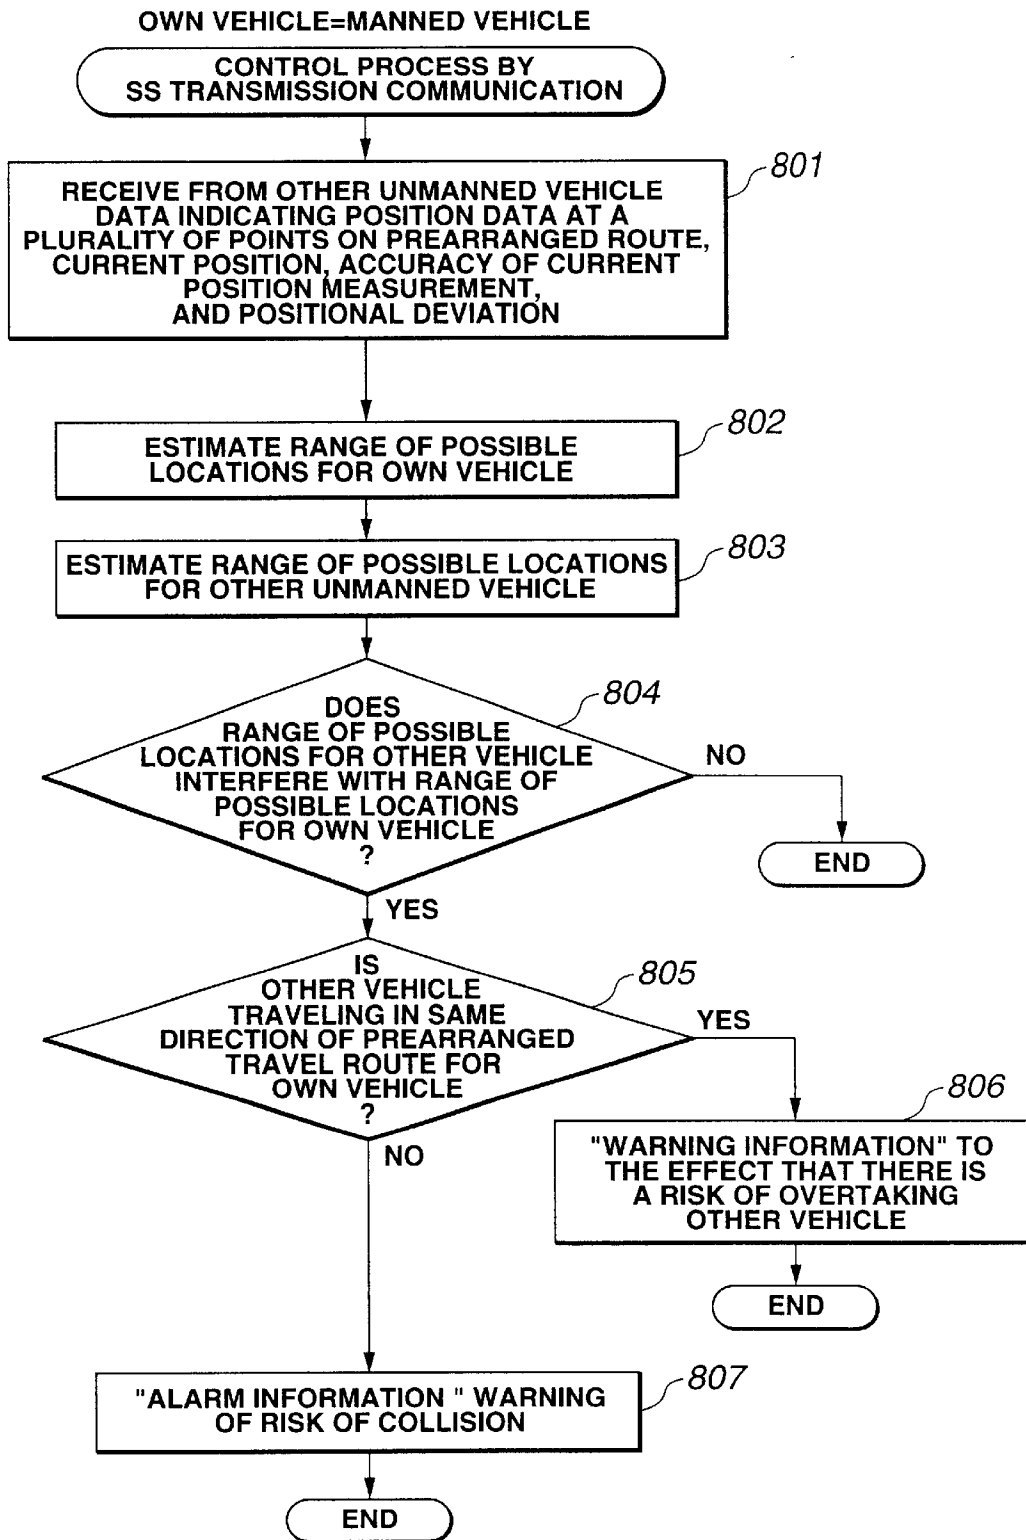 OWN VEHICLE=MANNED VEHICLE
CONTROL PROCESS BY
SS TRANSMISSION COMMUNICATION
801
RECEIVE FROM OTHER UNMANNED VEHICLE
DATA INDICATING POSITION DATA AT A
PLURALITY OF POINTS ON PREARRANGED ROUTE,
CURRENT POSITION, ACCURACY OF CURRENT
POSITION MEASUREMENT,
AND POSITIONAL DEVIATION
802
ESTIMATE RANGE OF POSSIBLE
LOCATIONS FOR OWN VEHICLE
803
ESTIMATE RANGE OF POSSIBLE LOCATIONS
FOR OTHER UNMANNED VEHICLE
804
DOES
RANGE OF POSSIBLE
LOCATIONS FOR OTHER VEHICLE
INTERFERE WITH RANGE OF
POSSIBLE LOCATIONS
FOR OWN VEHICLE
?
NO
END
YES
805
IS
OTHER VEHICLE
TRAVELING IN SAME
DIRECTION OF PREARRANGED
TRAVEL ROUTE FOR
OWN VEHICLE
?
YES
806
"WARNING INFORMATION" TO
THE EFFECT THAT THERE IS
A RISK OF OVERTAKING
OTHER VEHICLE
END
NO
807
"ALARM INFORMATION " WARNING
OF RISK OF COLLISION
END